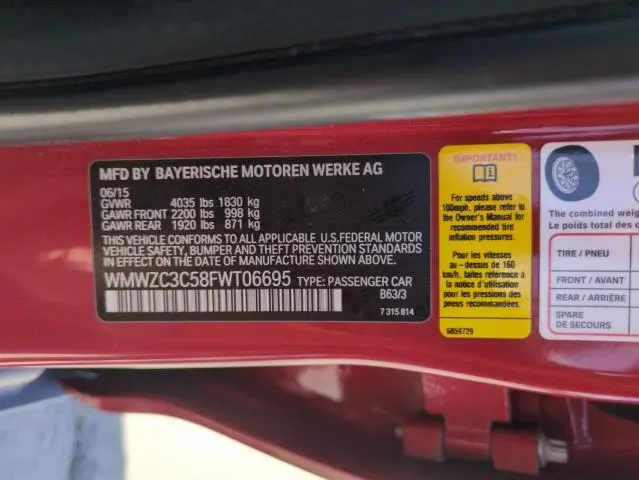 MFD BY BAYERISCHE MOTOREN WERKE AG
06/15
GVWR 4035 lbs 1830 kg
GAWR FRONT 2200 lbs 998 kg
GAWR REAR 1920 lbs 871 kg
THIS VEHICLE CONFORMS TO ALL APPLICABLE U.S.FEDERAL MOTOR
VEHICLE SAFETY, BUMPER AND THEFT PREVENTION STANDARDS
IN EFFECT ON THE DATE OF MANUFACTURE SHOWN ABOVE.
WMWZC3C58FWT06695 TYPE: PASSENGER CAR
B63/3
7 315 814
IMPORTANT!
For speeds above
100mph, please refer to
the Owner's Manual for
recommended tire
inflation pressures.
Pour les vitesses
au - dessus de 160
km/h, faites référence à
la notice d'utilisation
pour les pressions de
pneus recommandées.
6859729
The combined weig
Le poids total des o
TIRE / PNEU
FRONT / AVANT
REAR / ARRIÈRE
SPARE
DE SECOURS